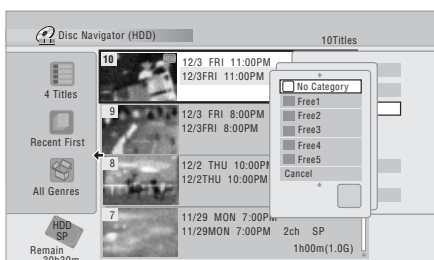 Disc Navigator (HDD)
10Titles
4 Titles
Recent First
All Genres
HDD
SP
Remain
30h30m
10
12/3 FRI 11:00PM
12/3FRI 11:00PM
9
12/3 FRI 8:00PM
12/3FRI 8:00PM
8
12/2 THU 10:00PM
12/2THU 10:00PM
7
11/29 MON 7:00PM
11/29MON 7:00PM 2ch SP
1h00m(1.0G)
No Category
Free1
Free2
Free3
Free4
Free5
Cancel